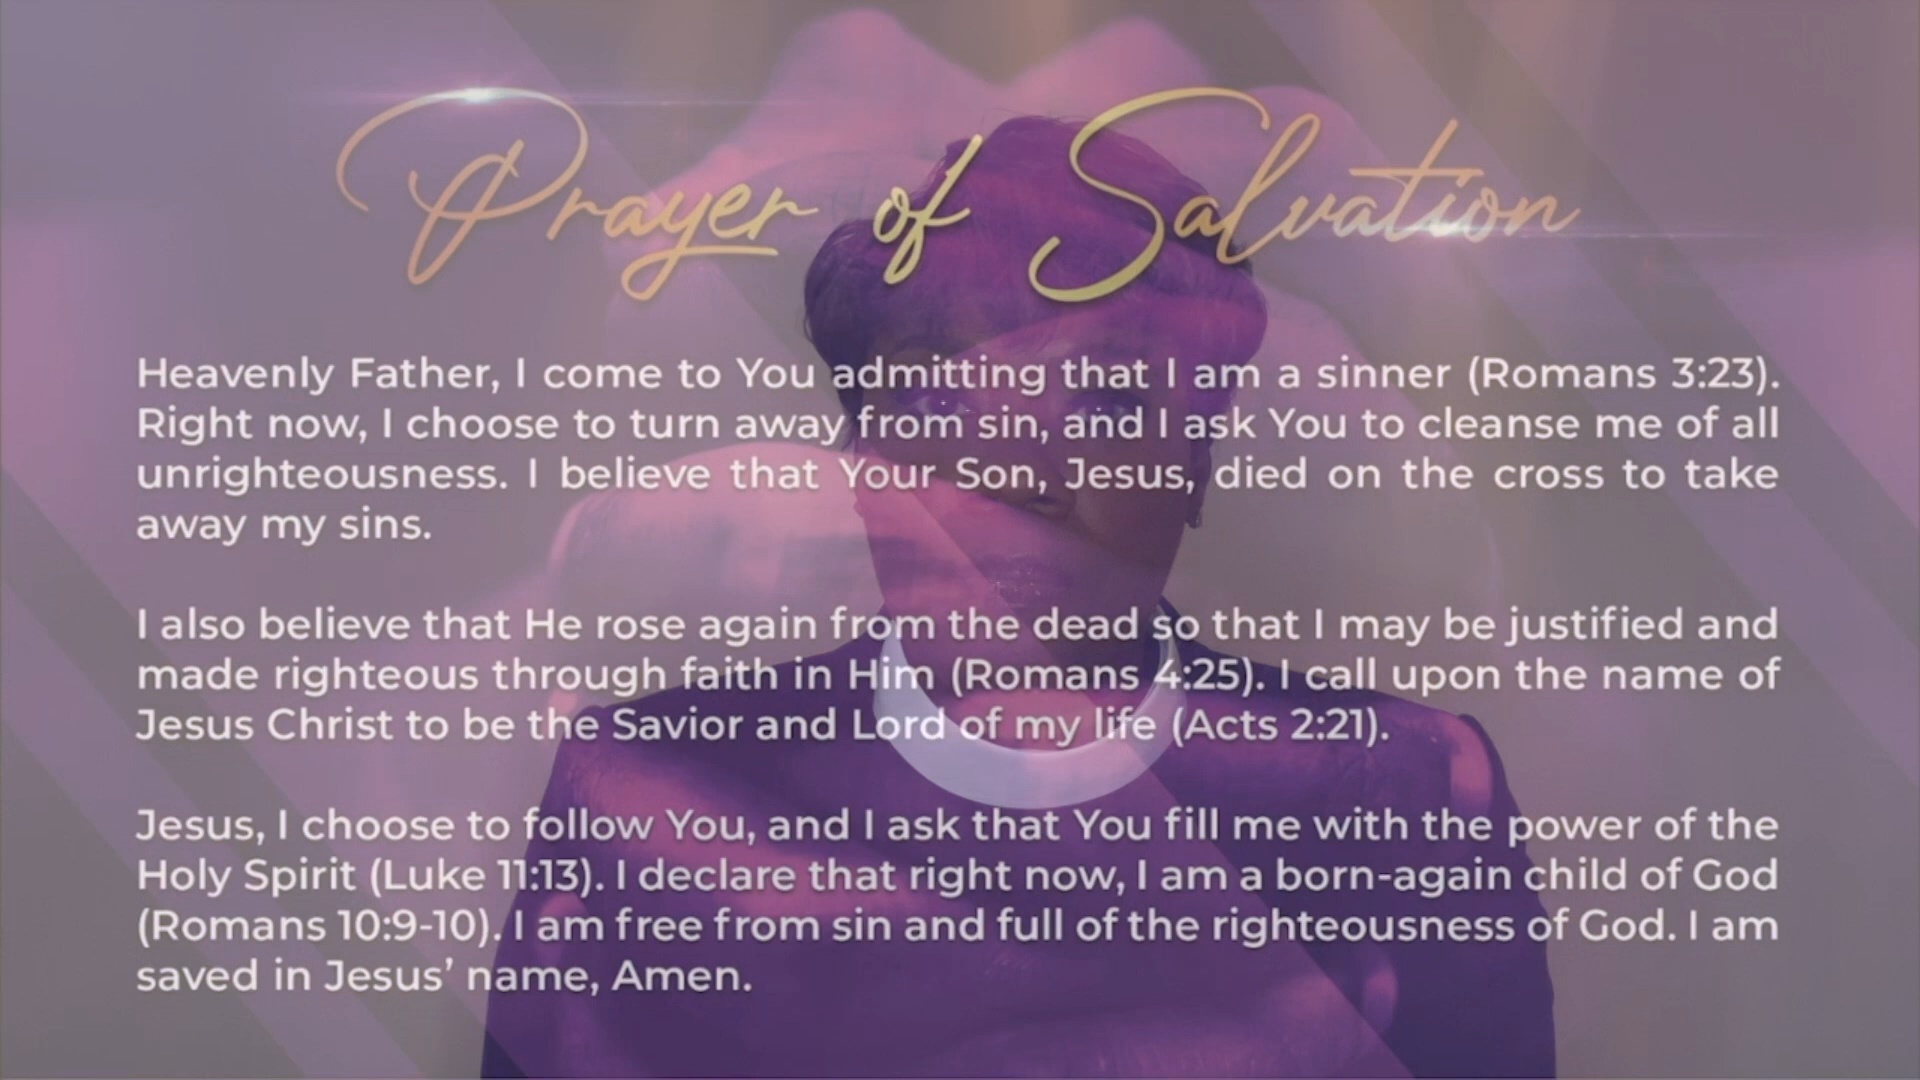 Prayer of Salvation
Heavenly Father, I come to You admitting that I am a sinner (Romans 3:23).
Right now, I choose to turn away from sin, and I ask You to cleanse me of all
unrighteousness. I believe that Your Son, Jesus, died on the cross to take
away my sins.
I also believe that He rose again from the dead so that I may be justified and
made righteous through faith in Him (Romans 4:25). I call upon the name of
Jesus Christ to be the Savior and Lord of my life (Acts 2:21).
Jesus, I choose to follow You, and I ask that You fill me with the power of the
Holy Spirit (Luke 11:13). I declare that right now, I am a born-again child of God
(Romans 10:9-10). I am free from sin and full of the righteousness of God. I am
saved in Jesus’ name, Amen.